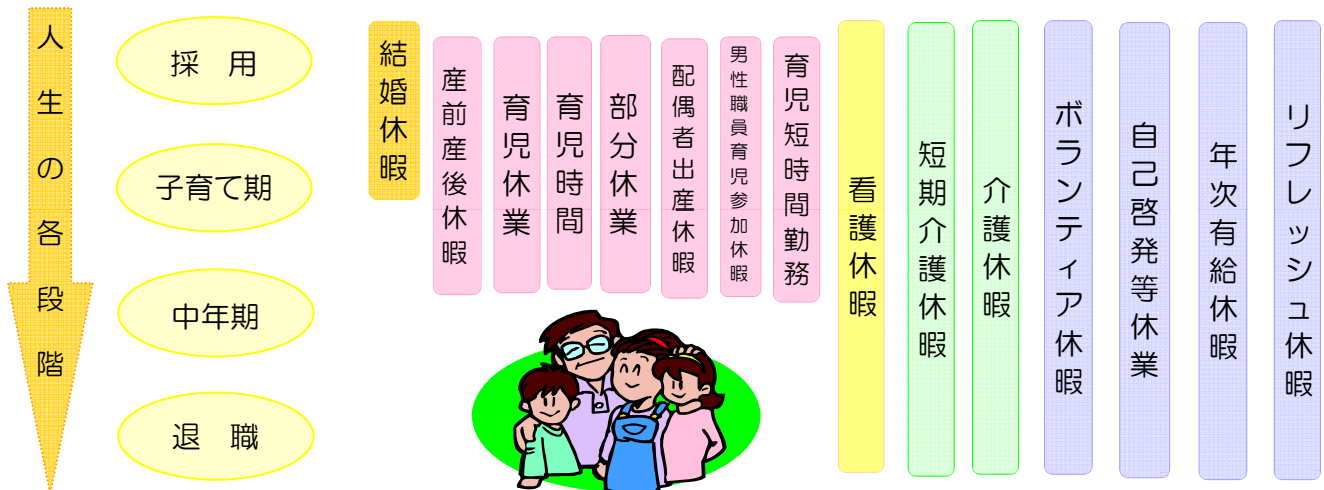 人生の各段階
採　用
子育て期
中年期
退　職
結婚休暇
産前産後休暇
育児休業
育児時間
部分休業
配偶者出産休暇
男性職員育児参加休暇
育児短時間勤務
看護休暇
短期介護休暇
介護休暇
ボランティア休暇
自己啓発等休業
年次有給休暇
リフレッシュ休暇